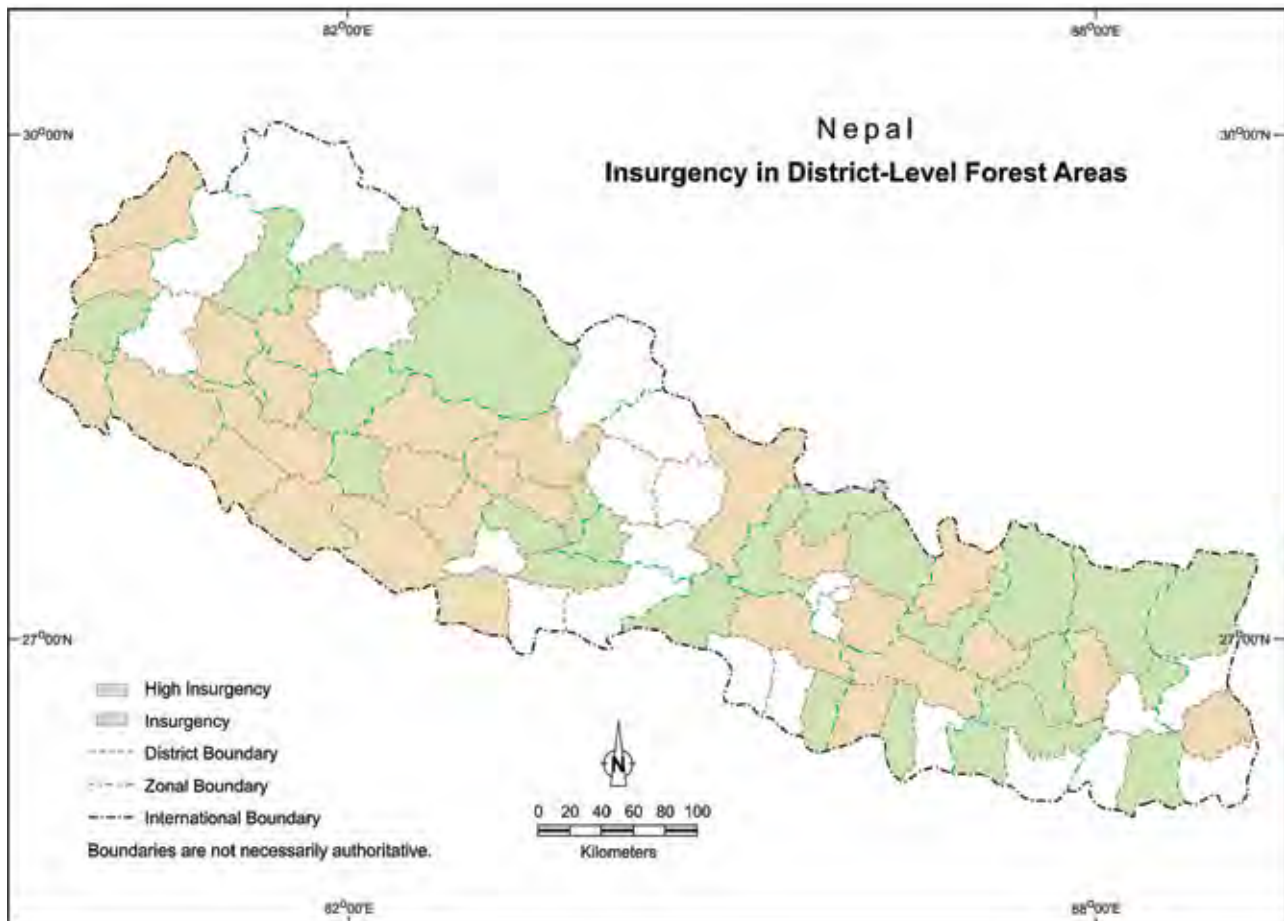 82°00'E
88°00'E
30°00'N
30°00'N
Nepal
Insurgency in District-Level Forest Areas
27°00'N
27°00'N
High Insurgency
Insurgency
District Boundary
Zonal Boundary
International Boundary
Boundaries are not necessarily authoritative.
N
0 20 40 60 80 100
Kilometers
82°00'E
88°00'E